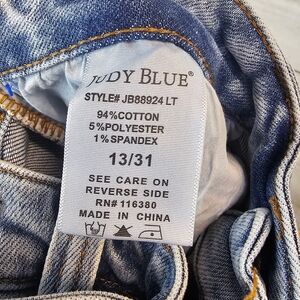 JUDY BLUE®
STYLE# JB88924 LT
94%COTTON
5%POLYESTER
1%SPANDEX
13/31
SEE CARE ON
REVERSE SIDE
RN# 116380
MADE IN CHINA